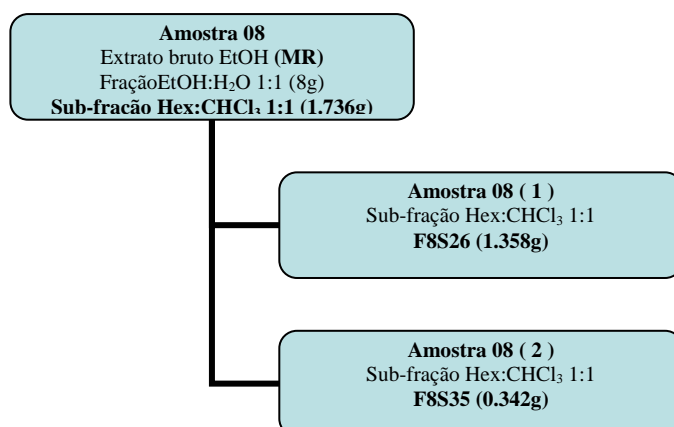 Amostra 08
Extrato bruto EtOH (MR)
FraçãoEtOH:H₂O 1:1 (8g)
Sub-fração Hex:CHCl₃ 1:1 (1.736g)
Amostra 08 ( 1 )
Sub-fração Hex:CHCl₃ 1:1
F8S26 (1.358g)
Amostra 08 ( 2 )
Sub-fração Hex:CHCl₃ 1:1
F8S35 (0.342g)